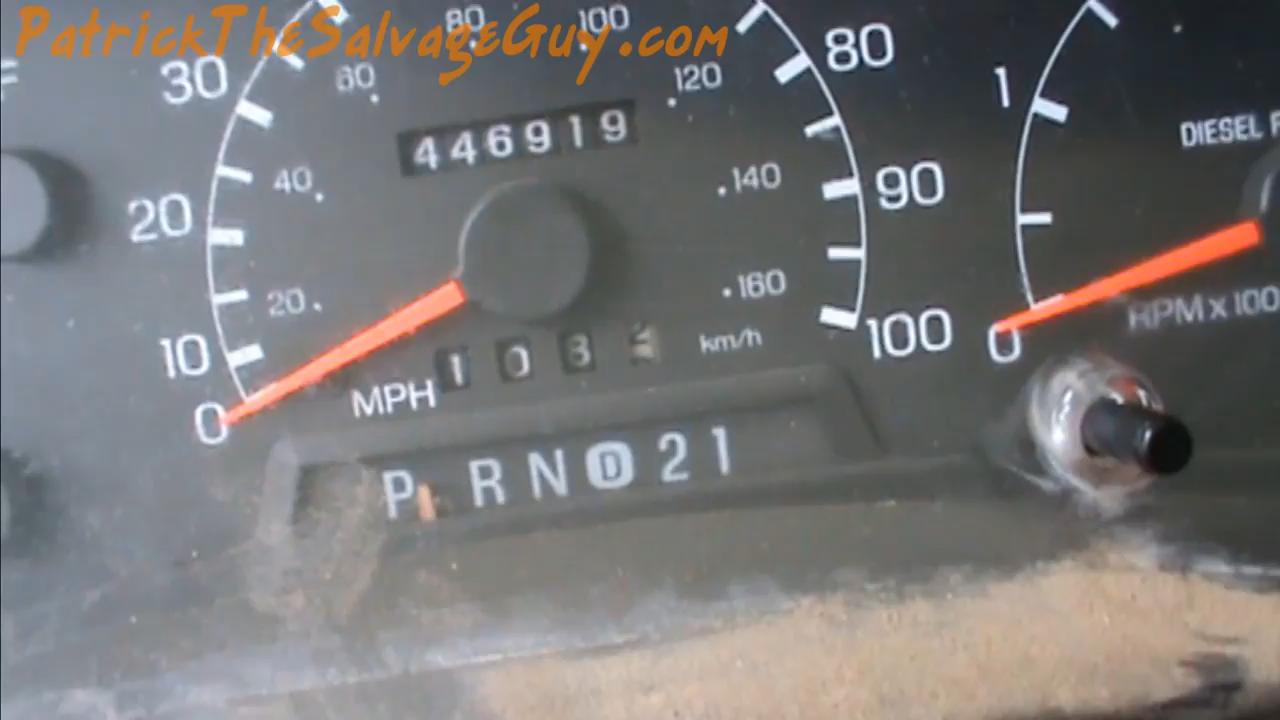 PatrickTheSalvageGuy.com
80 100
30 60 120 80 1
446919
DIESEL
40 140 90
20
20 160
10 km/h 100 RPM x 100
MPH 1 0 8
0 0
P R N D 2 1